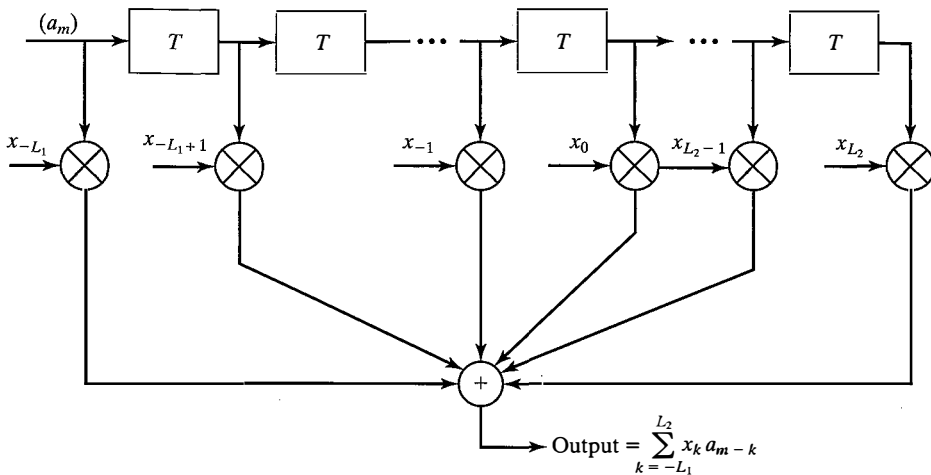 (a_m)
T T ••• T ••• T
x_{-L_1} x_{-L_1+1} x_{-1} x_0 x_{L_2-1} x_{L_2}
+
Output = \sum_{k = -L_1}^{L_2} x_k a_{m-k}